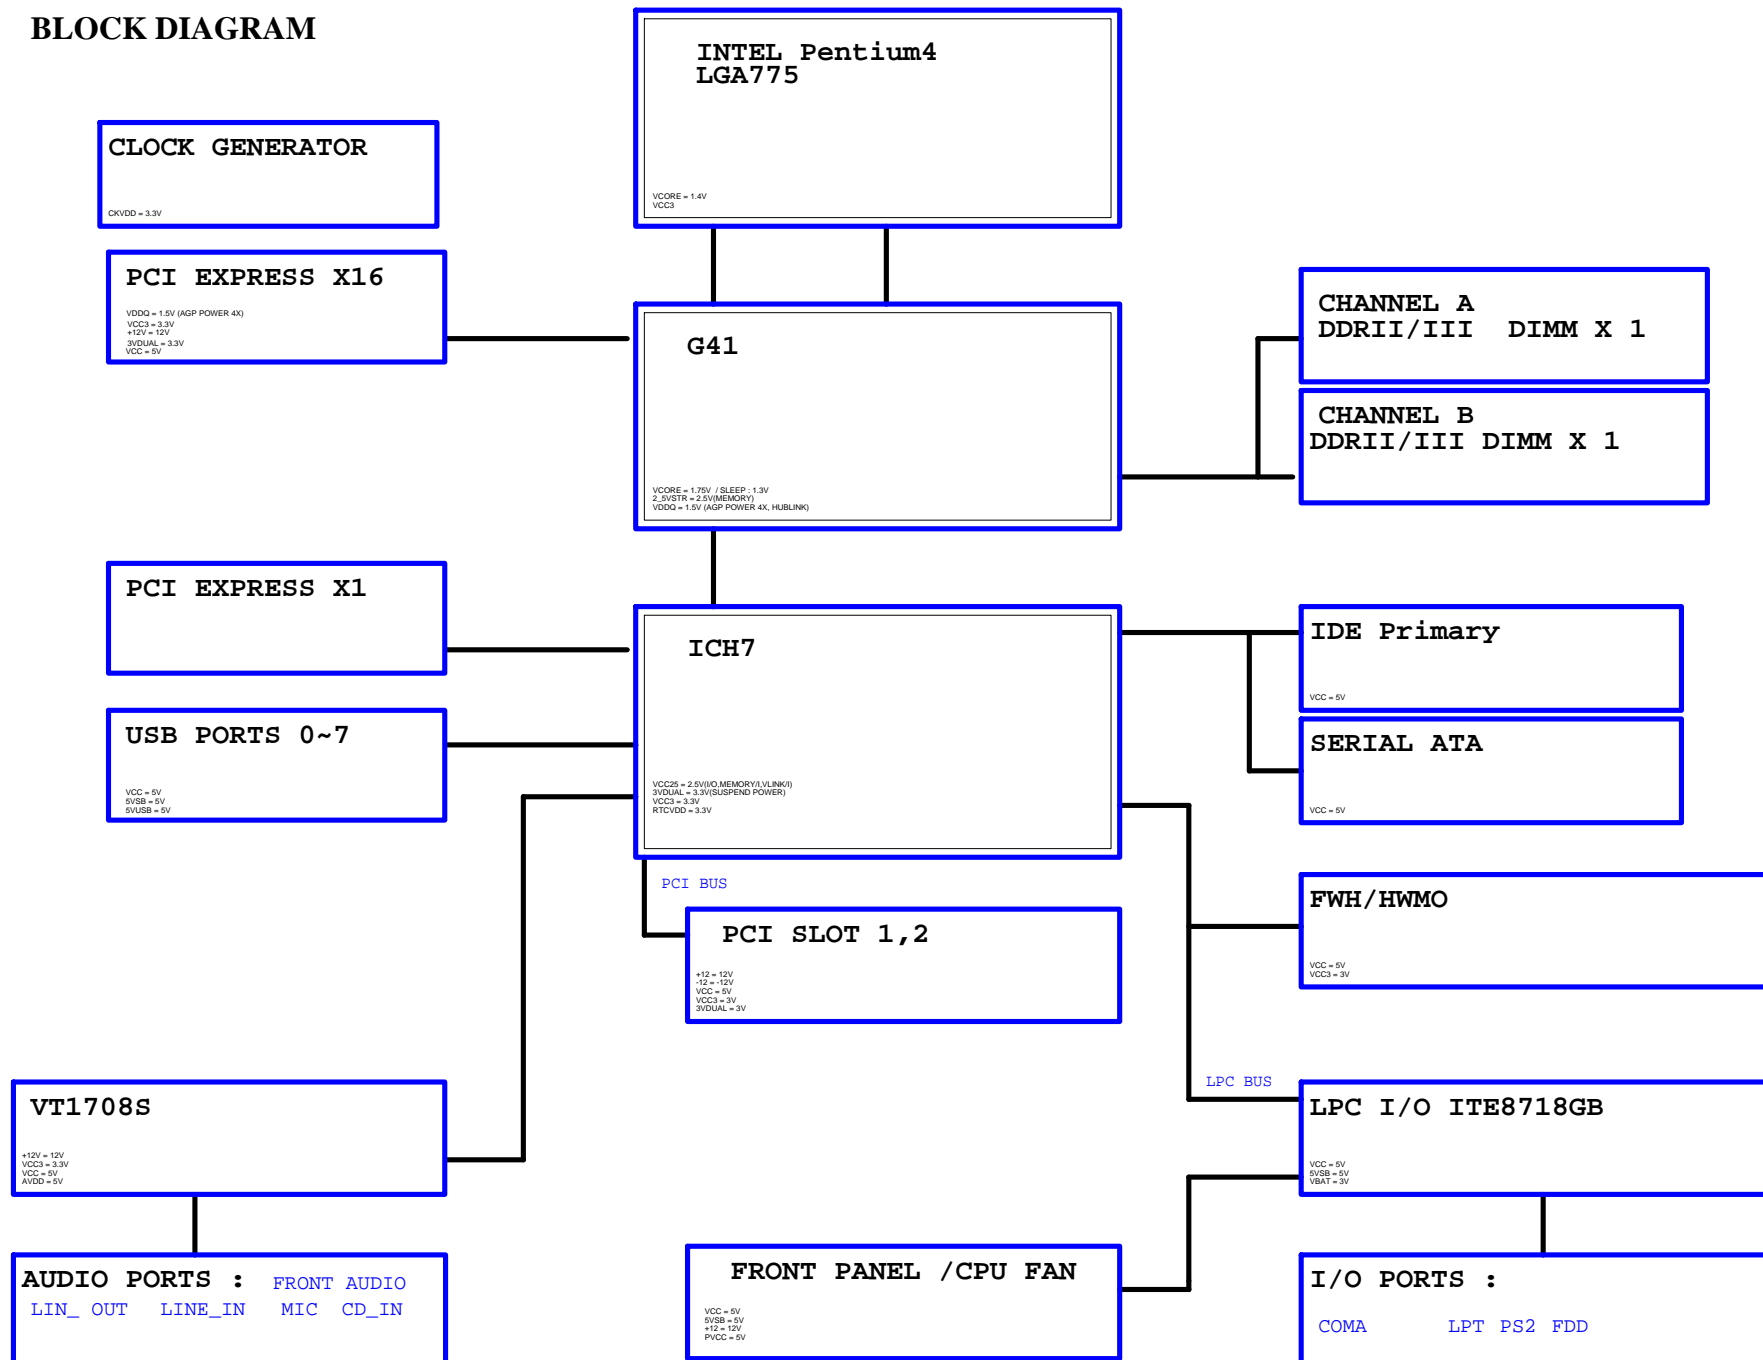 BLOCK DIAGRAM
INTEL Pentium4
LGA775
VCORE = 1.4V
VCC3
CLOCK GENERATOR
CKVDD = 3.3V
PCI EXPRESS X16
VDDQ = 1.5V (AGP POWER 4X)
VCC3 = 3.3V
+12V = 12V
3VDUAL = 3.3V
VCC = 5V
G41
VCORE = 1.75V / SLEEP : 1.3V
2_5VSTR = 2.5V(MEMORY)
VDDQ = 1.5V (AGP POWER 4X, HUBLINK)
CHANNEL A
DDRII/III DIMM X 1
CHANNEL B
DDRII/III DIMM X 1
PCI EXPRESS X1
ICH7
VCC25 = 2.5V(I/O,MEMORY/I,VLINK/I)
3VDUAL = 3.3V(SUSPEND POWER)
VCC3 = 3.3V
RTCVDD = 3.3V
IDE Primary
VCC = 5V
USB PORTS 0~7
VCC = 5V
5VSB = 5V
5VUSB = 5V
SERIAL ATA
VCC = 5V
PCI BUS
PCI SLOT 1,2
+12 = 12V
-12 = -12V
VCC = 5V
VCC3 = 3V
3VDUAL = 3V
FWH/HWMO
VCC = 5V
VCC3 = 3V
LPC BUS
VT1708S
+12V = 12V
VCC3 = 3.3V
VCC = 5V
AVDD = 5V
LPC I/O ITE8718GB
VCC = 5V
5VSB = 5V
VBAT = 3V
AUDIO PORTS : FRONT AUDIO
LIN_ OUT LINE_IN MIC CD_IN
FRONT PANEL /CPU FAN
VCC = 5V
5VSB = 5V
+12 = 12V
PVCC = 5V
I/O PORTS :
COMA LPT PS2 FDD